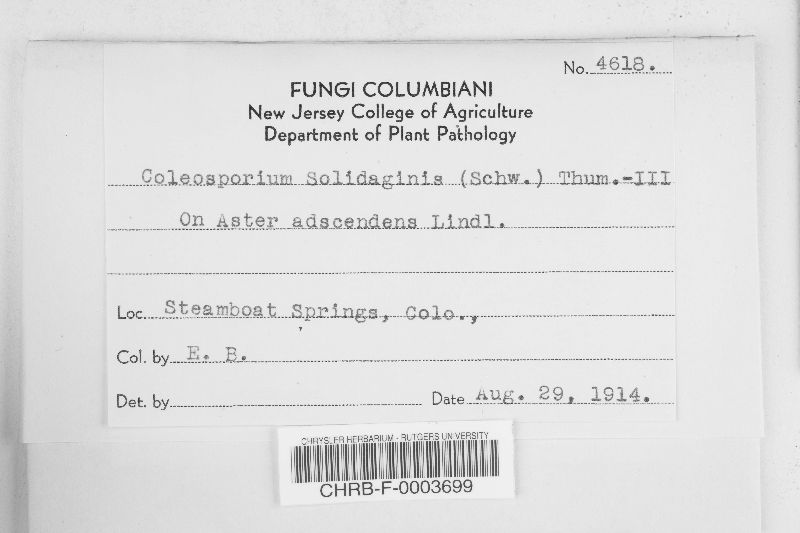 No. 4618.
FUNGI COLUMBIANI
New Jersey College of Agriculture
Department of Plant Pathology
Coleosporium Solidaginis (Schw.) Thum.-III
On Aster adscendens Lindl.
Loc. Steamboat Springs, Colo.,
Col. by E. B.
Det. by
Date Aug. 29, 1914.
CHRYSLER HERBARIUM - RUTGERS UNIVERSITY
CHRB-F-0003699